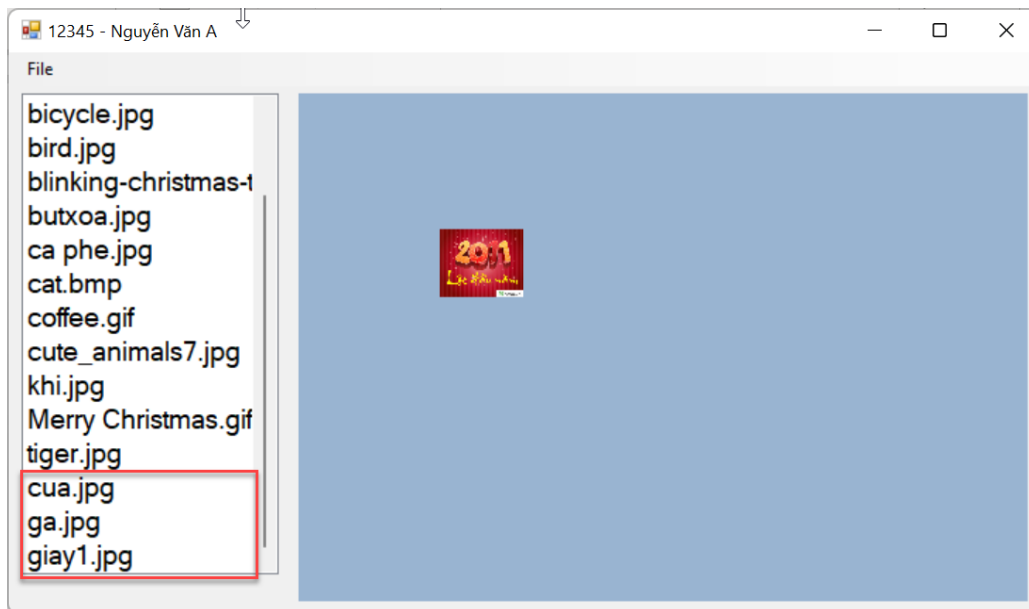 12345 - Nguyễn Văn A
File
bicycle.jpg
bird.jpg
blinking-christmas-t
butxoa.jpg
ca phe.jpg
cat.bmp
coffee.gif
cute_animals7.jpg
khi.jpg
Merry Christmas.gif
tiger.jpg
cua.jpg
ga.jpg
giay1.jpg
2011